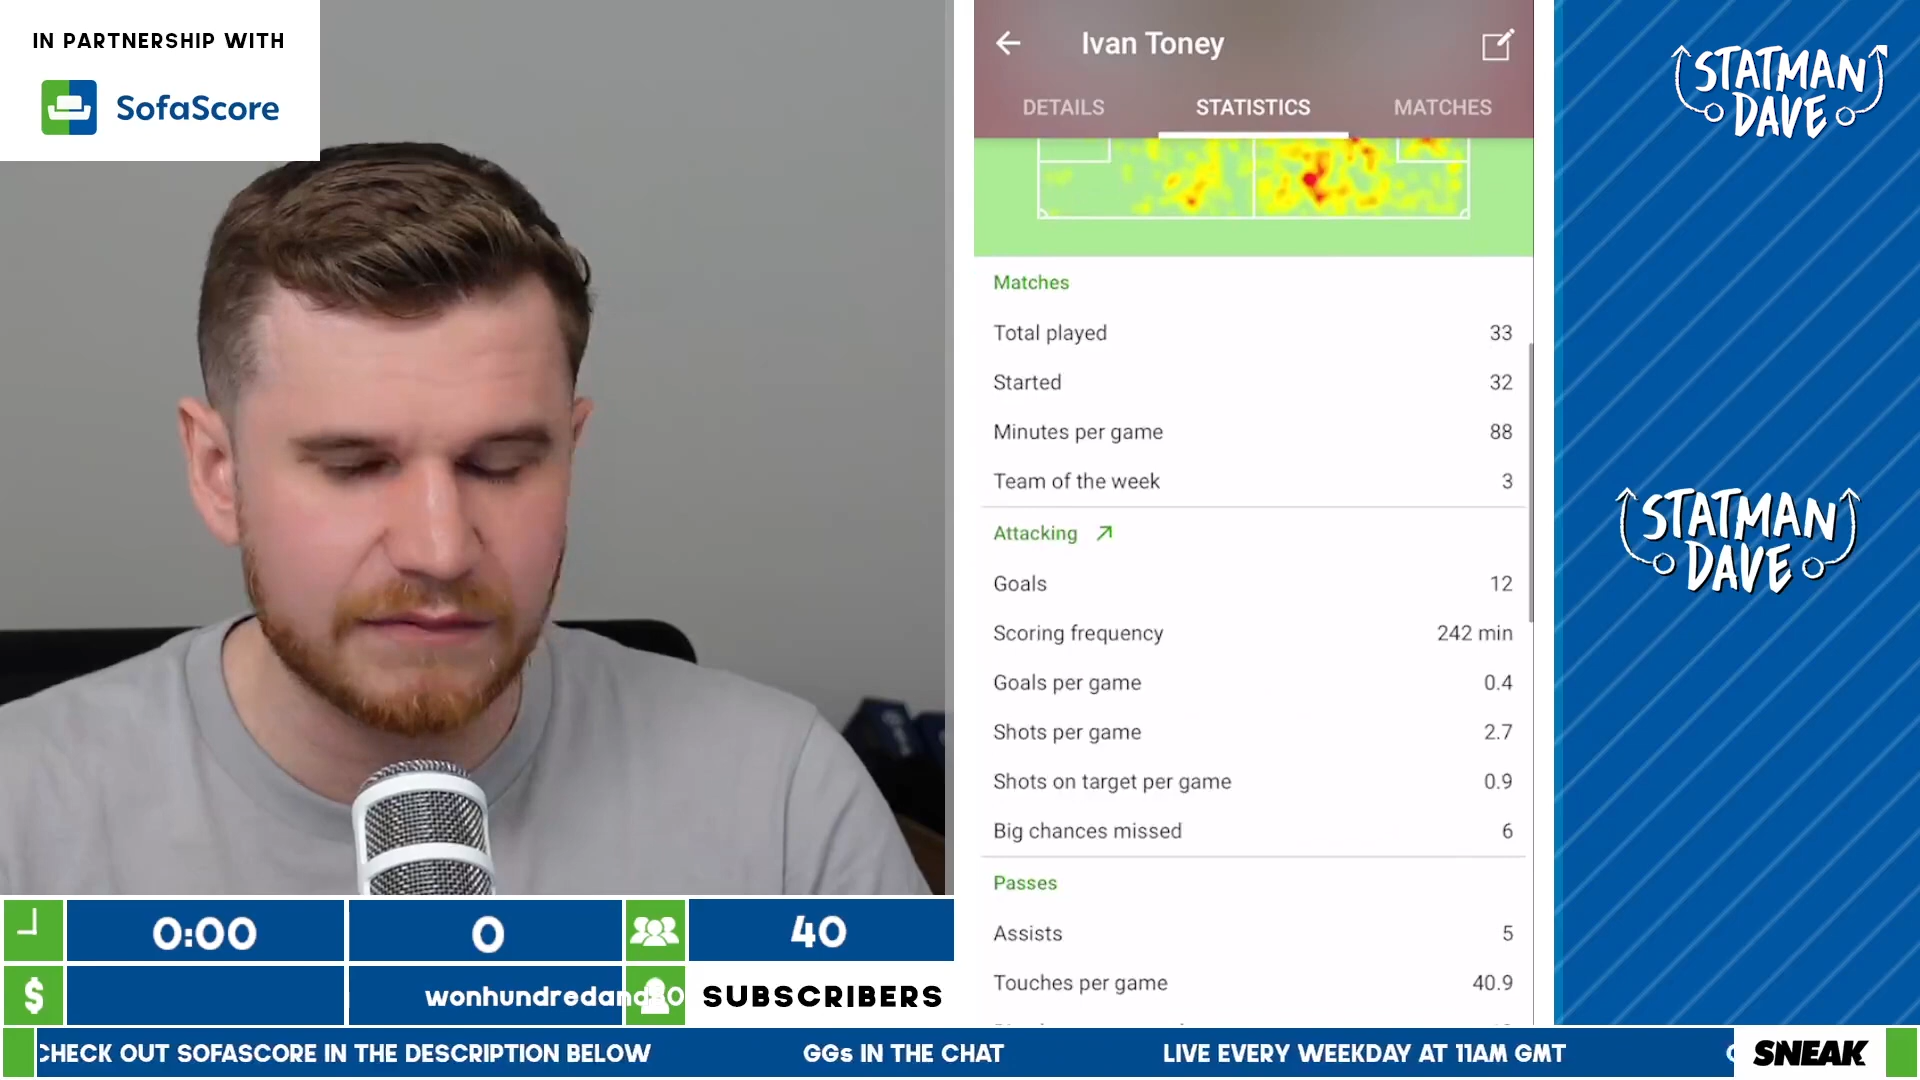 IN PARTNERSHIP WITH
SofaScore
Ivan Toney
DETAILS STATISTICS MATCHES
Matches
Total played 33
Started 32
Minutes per game 88
Team of the week 3
Attacking
Goals 12
Scoring frequency 242 min
Goals per game 0.4
Shots per game 2.7
Shots on target per game 0.9
Big chances missed 6
Passes
Assists 5
Touches per game 40.9
STATMAN
DAVE
STATMAN
DAVE
0:00 0 40
$ SUBSCRIBERS
CHECK OUT SOFASCORE IN THE DESCRIPTION BELOW GGs IN THE CHAT LIVE EVERY WEEKDAY AT 11AM GMT
SNEAK